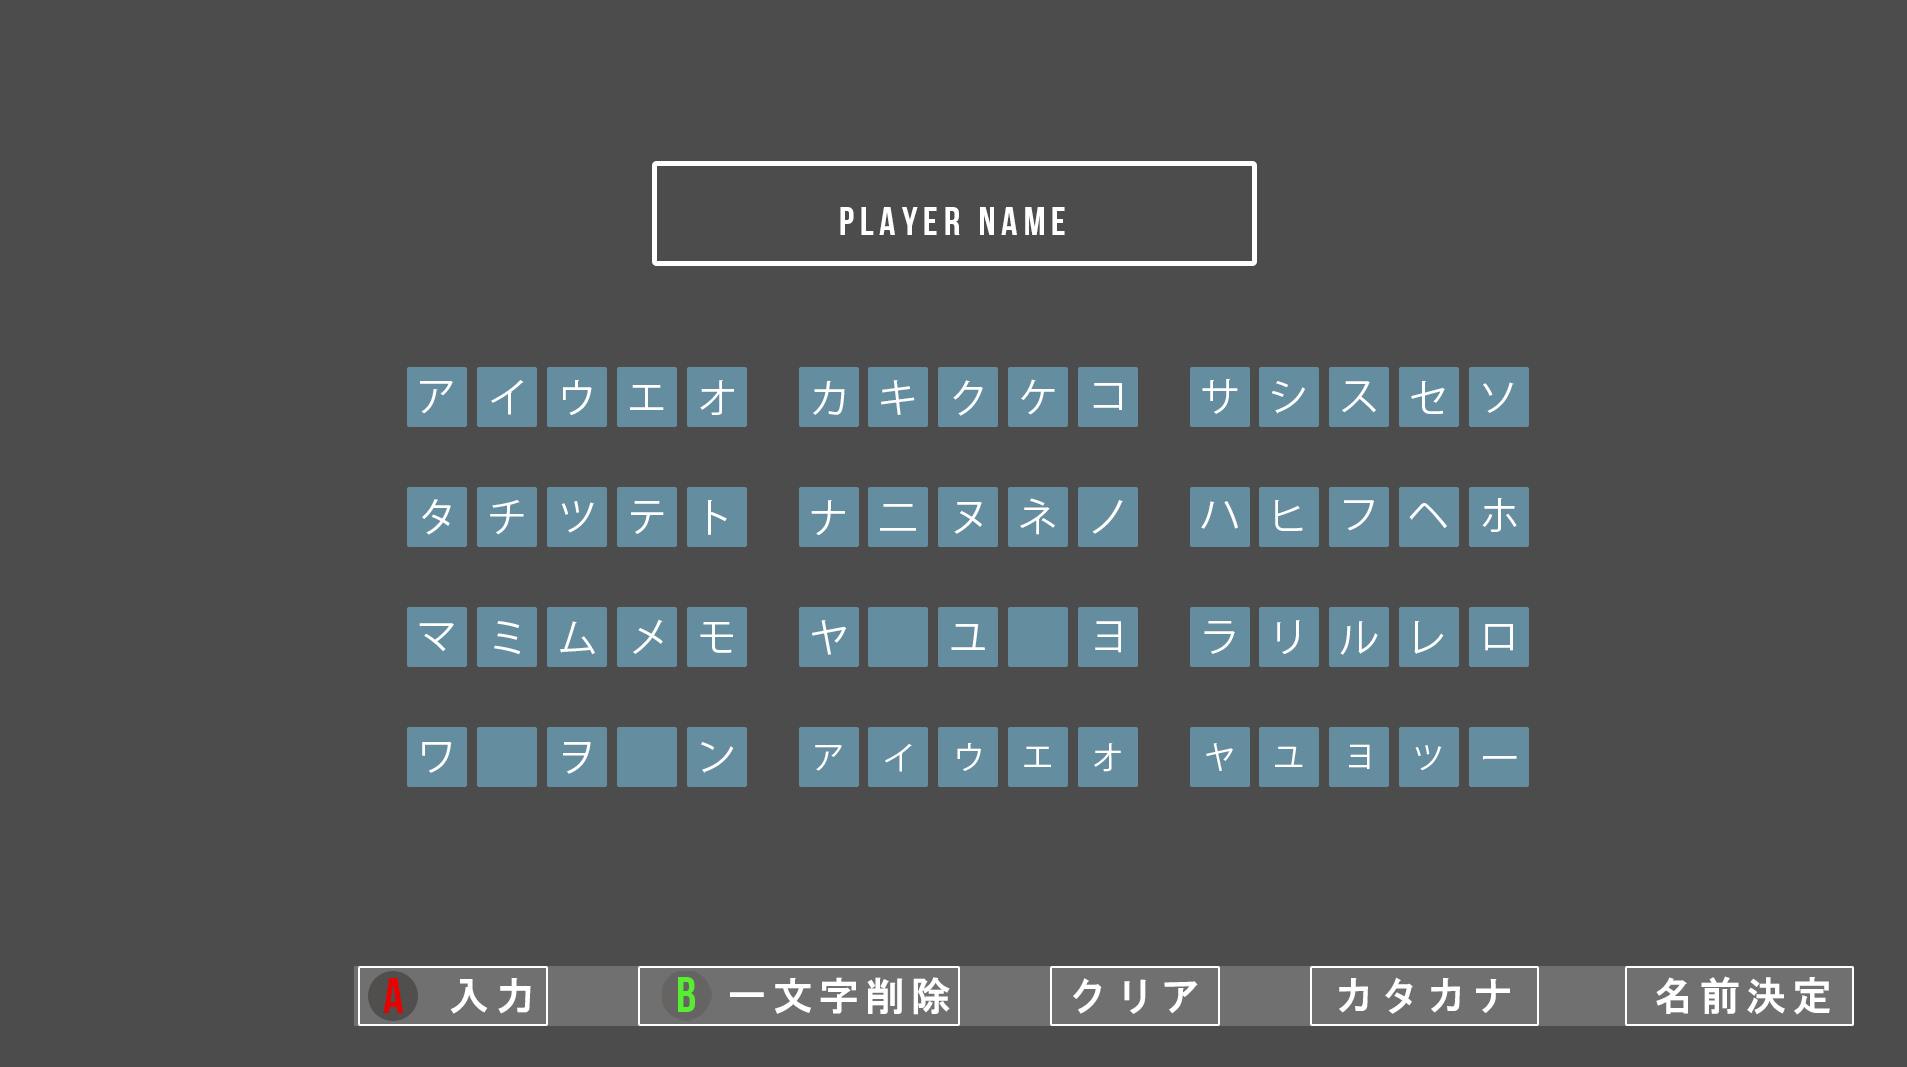 PLAYER NAME
アイウエオ カキクケコ サシスセソ
タチツテト ナニヌネノ ハヒフヘホ
マミムメモ ヤ ユ ヨ ラリルレロ
ワ ヲ ン ァィゥェォ ャュョッー
A 入力 B 一文字削除 クリア カタカナ 名前決定